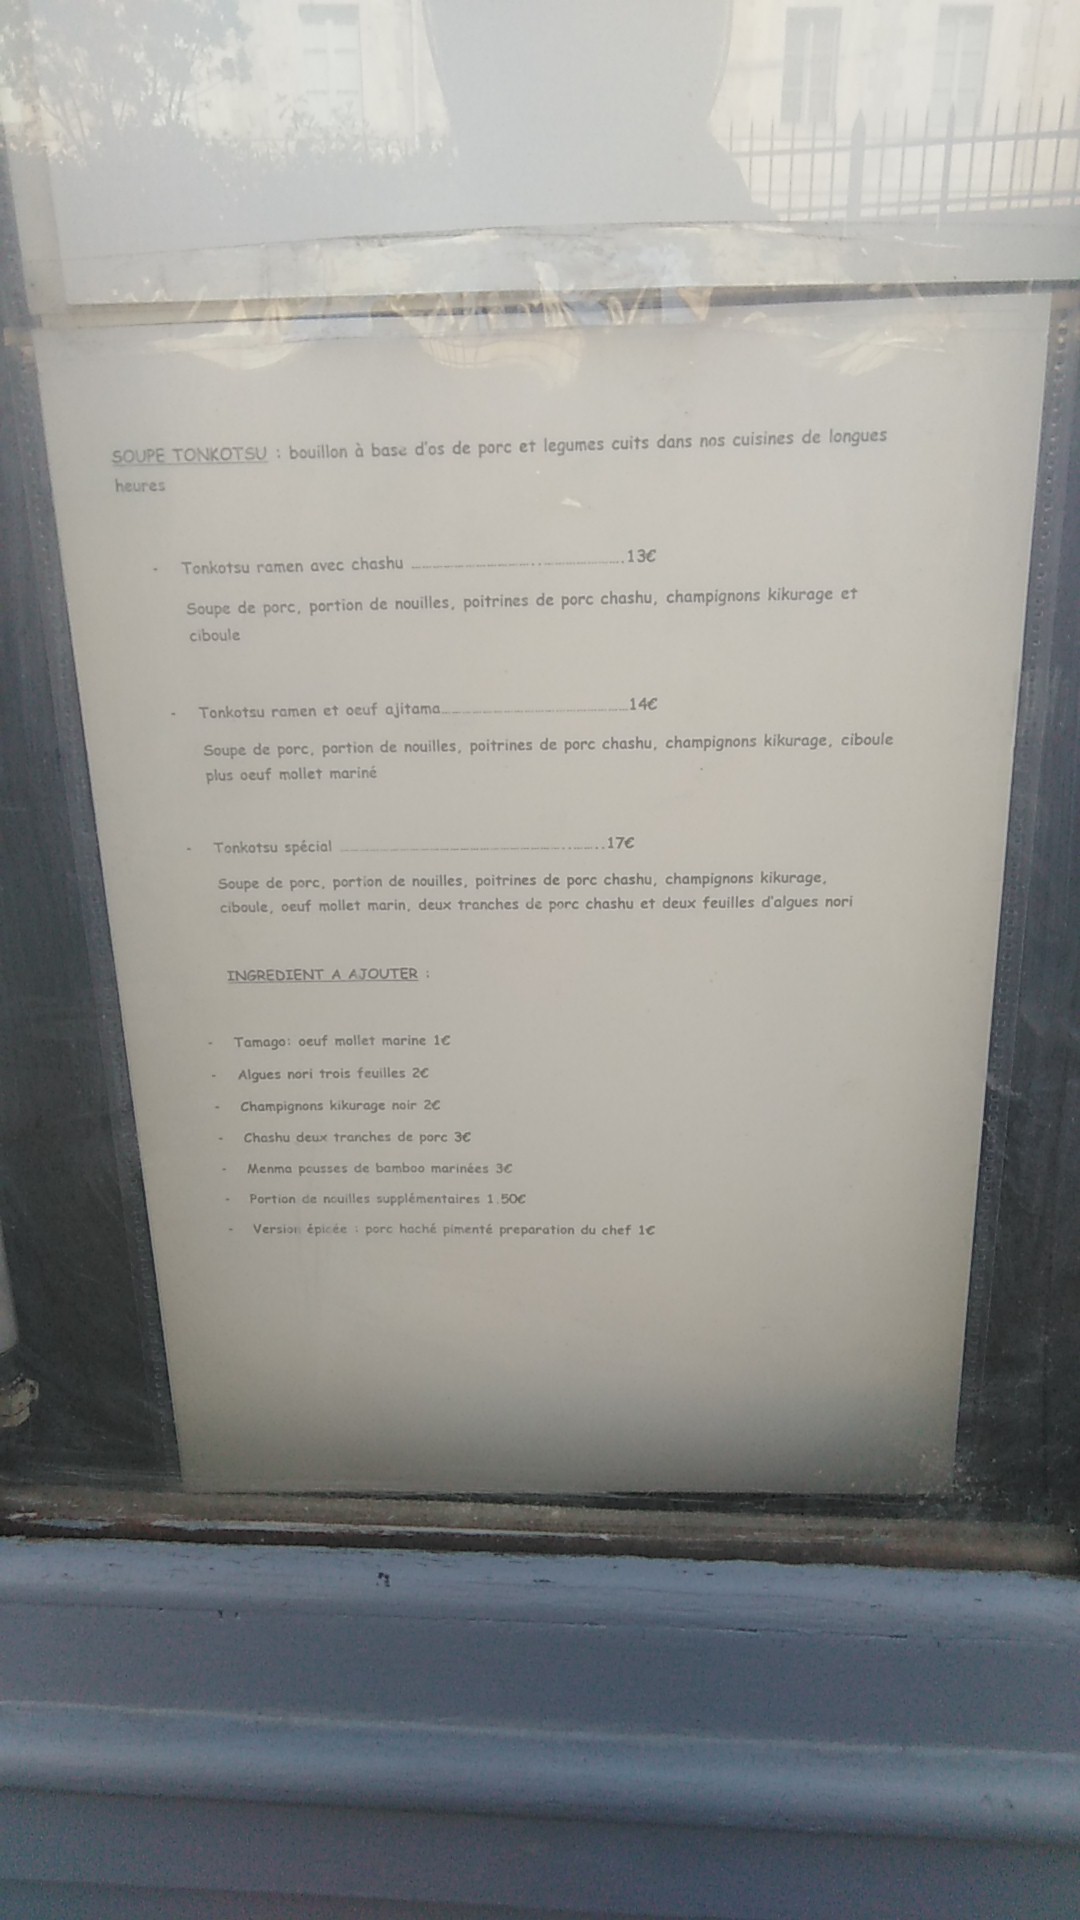 SOUPE TONKOTSU : bouillon à base d'os de porc et legumes cuits dans nos cuisines de longues
heures
- Tonkotsu ramen avec chashu ........................................13€
Soupe de porc, portion de nouilles, poitrines de porc chashu, champignons kikurage et
ciboule
- Tonkotsu ramen et oeuf ajitama........................................14€
Soupe de porc, portion de nouilles, poitrines de porc chashu, champignons kikurage, ciboule
plus oeuf mollet mariné
- Tonkotsu spécial ........................................17€
Soupe de porc, portion de nouilles, poitrines de porc chashu, champignons kikurage,
ciboule, oeuf mollet marin, deux tranches de porc chashu et deux feuilles d'algues nori
INGREDIENT A AJOUTER :
- Tamago: oeuf mollet marine 1€
- Algues nori trois feuilles 2€
- Champignons kikurage noir 2€
- Chashu deux tranches de porc 3€
- Menma pousses de bamboo marinées 3€
- Portion de nouilles supplémentaires 1.50€
- Version épicée : porc haché pimenté preparation du chef 1€